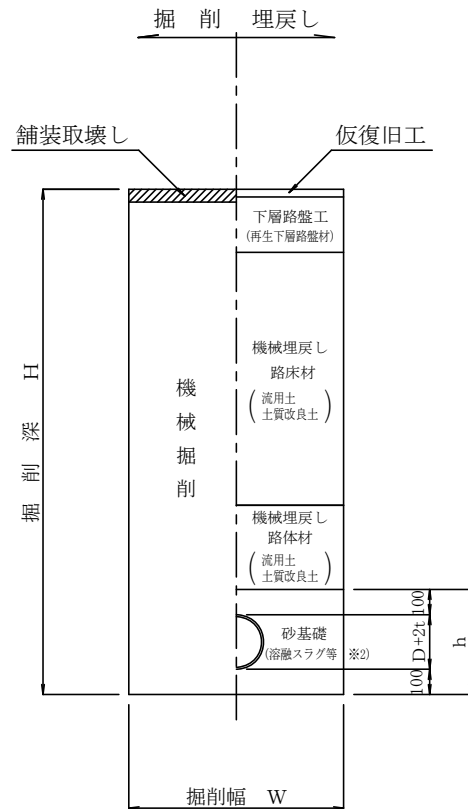 掘 削 埋戻し
舗装取壊し 仮復旧工
下層路盤工
(再生下層路盤材)
機械埋戻し
路床材
(流用土
土質改良土)
機械掘削
掘削深 H
機械埋戻し
路体材
(流用土
土質改良土)
砂基礎
(溶融スラグ等 ※2)
100
D+2t
100
h
掘削幅 W